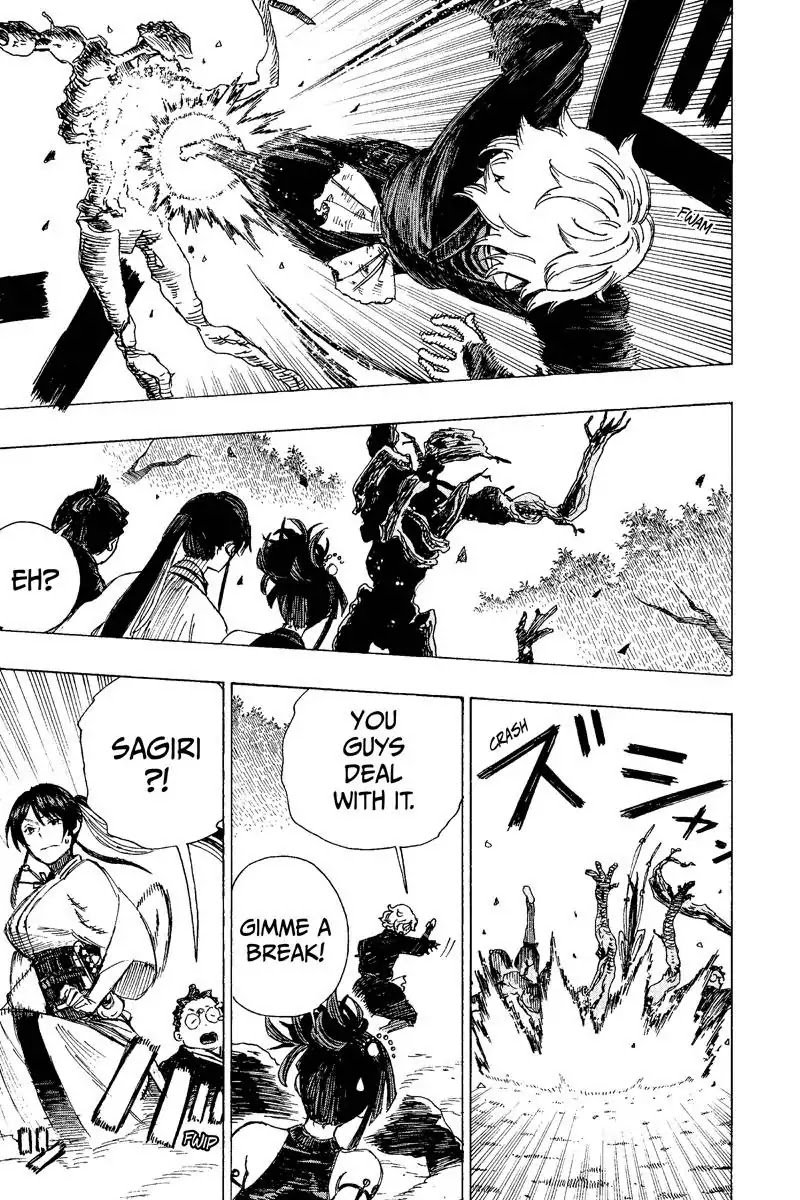 FWAM
EH?
CRASH
ズシャン
YOU
GUYS
DEAL
WITH IT.
GIMME A
BREAK!
SAGIRI
?!
FWIP